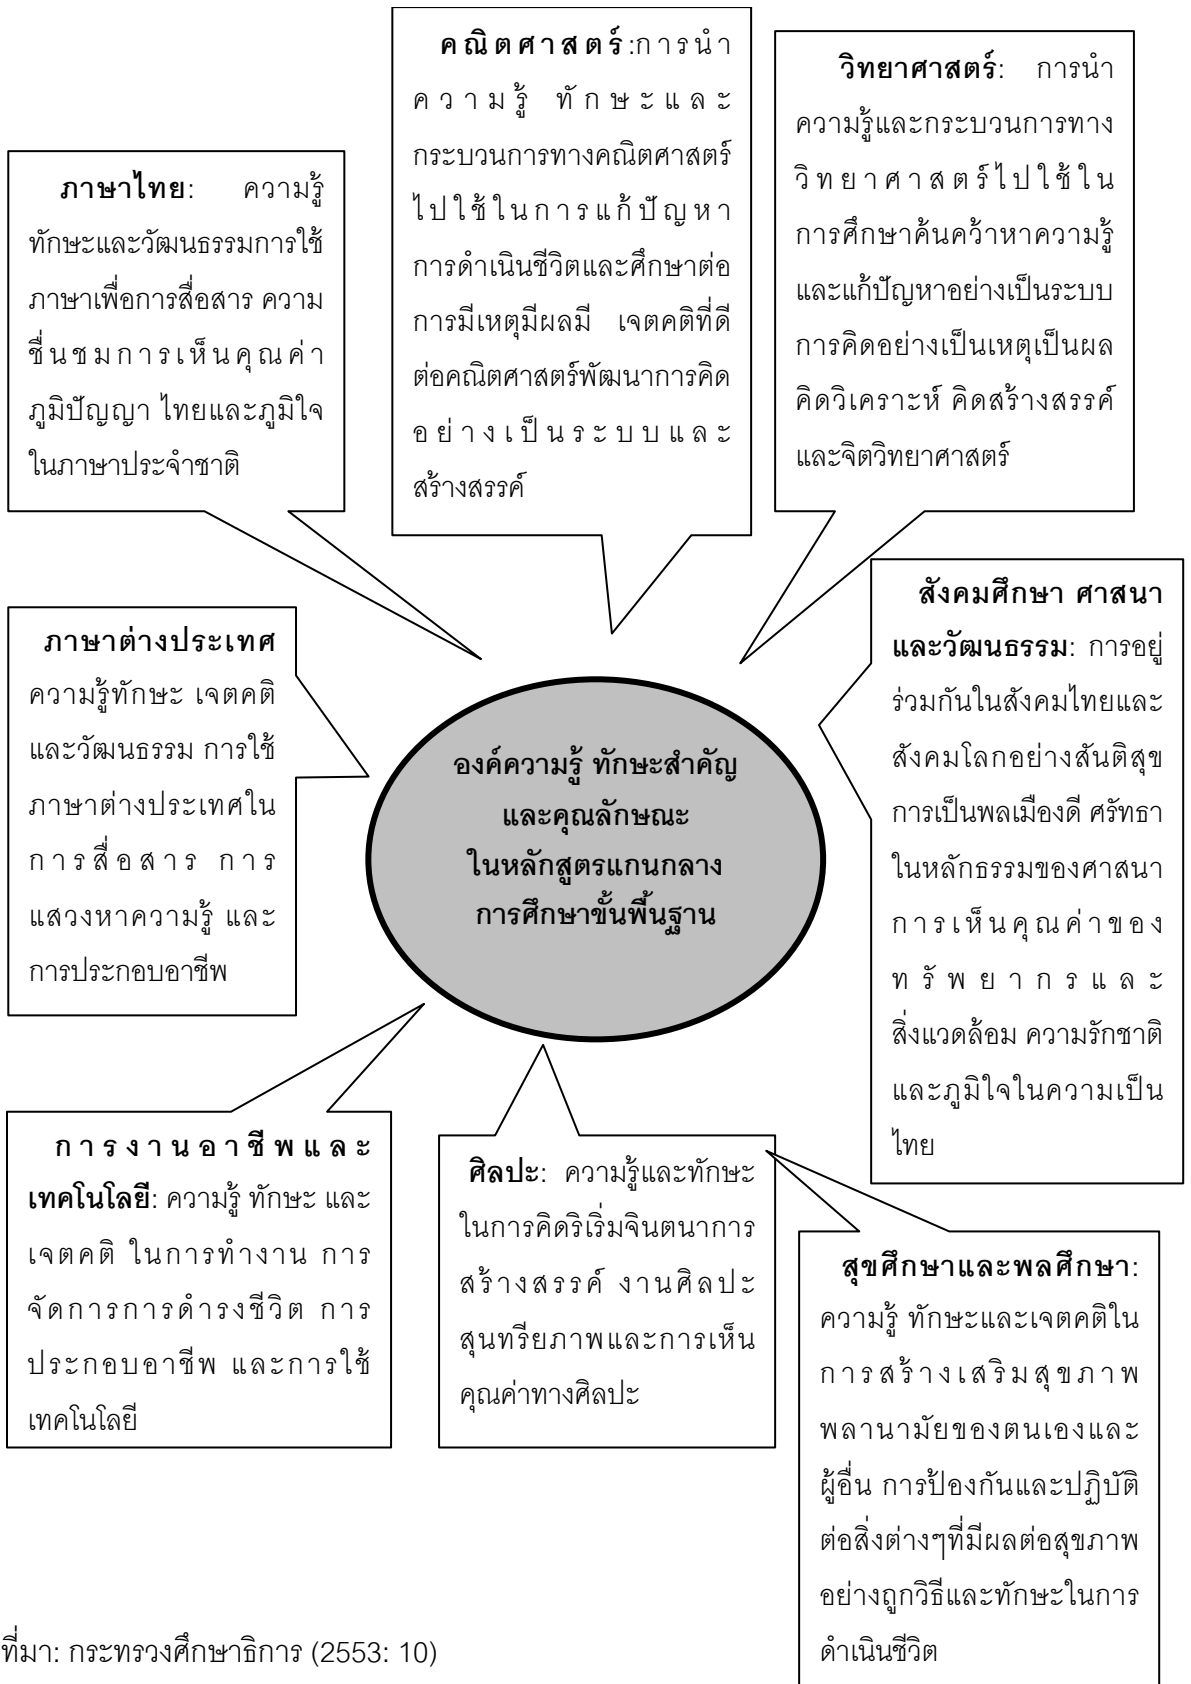 คณิตศาสตร์:การนำ
ความรู้ ทักษะและ
กระบวนการทางคณิตศาสตร์
ไปใช้ในการแก้ปัญหา
การดำเนินชีวิตและศึกษาต่อ
การมีเหตุมีผลมี เจตคติที่ดี
ต่อคณิตศาสตร์พัฒนาการคิด
อย่างเป็นระบบและ
สร้างสรรค์
วิทยาศาสตร์: การนำ
ความรู้และกระบวนการทาง
วิทยาศาสตร์ไปใช้ใน
การศึกษาค้นคว้าหาความรู้
และแก้ปัญหาอย่างเป็นระบบ
การคิดอย่างเป็นเหตุเป็นผล
คิดวิเคราะห์ คิดสร้างสรรค์
และจิตวิทยาศาสตร์
ภาษาไทย: ความรู้
ทักษะและวัฒนธรรมการใช้
ภาษาเพื่อการสื่อสาร ความ
ชื่นชมการเห็นคุณค่า
ภูมิปัญญา ไทยและภูมิใจ
ในภาษาประจำชาติ
สังคมศึกษา ศาสนา
และวัฒนธรรม: การอยู่
ร่วมกันในสังคมไทยและ
สังคมโลกอย่างสันติสุข
การเป็นพลเมืองดี ศรัทธา
ในหลักธรรมของศาสนา
การเห็นคุณค่าของ
ทรัพยากรและ
สิ่งแวดล้อม ความรักชาติ
และภูมิใจในความเป็น
ไทย
ภาษาต่างประเทศ
ความรู้ทักษะ เจตคติ
และวัฒนธรรม การใช้
ภาษาต่างประเทศใน
การสื่อสาร การ
แสวงหาความรู้ และ
การประกอบอาชีพ
องค์ความรู้ ทักษะสำคัญ
และคุณลักษณะ
ในหลักสูตรแกนกลาง
การศึกษาขั้นพื้นฐาน
การงานอาชีพและ
เทคโนโลยี: ความรู้ ทักษะ และ
เจตคติ ในการทำงาน การ
จัดการการดำรงชีวิต การ
ประกอบอาชีพ และการใช้
เทคโนโลยี
ศิลปะ: ความรู้และทักษะ
ในการคิดริเริ่มจินตนาการ
สร้างสรรค์ งานศิลปะ
สุนทรียภาพและการเห็น
คุณค่าทางศิลปะ
สุขศึกษาและพลศึกษา:
ความรู้ ทักษะและเจตคติใน
การสร้างเสริมสุขภาพ
พลานามัยของตนเองและ
ผู้อื่น การป้องกันและปฏิบัติ
ต่อสิ่งต่างๆที่มีผลต่อสุขภาพ
อย่างถูกวิธีและทักษะในการ
ดำเนินชีวิต
ที่มา: กระทรวงศึกษาธิการ (2553: 10)